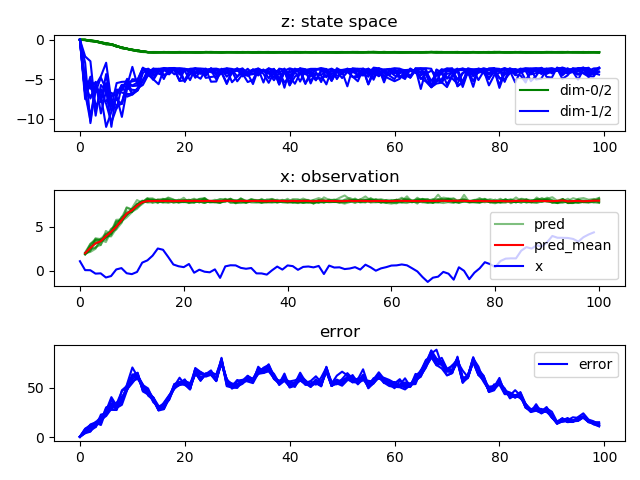 z: state space
0
−5
−10
dim-0/2
dim-1/2
0 20 40 60 80 100
x: observation
5
0
pred
pred_mean
x
0 20 40 60 80 100
error
50
0
error
0 20 40 60 80 100